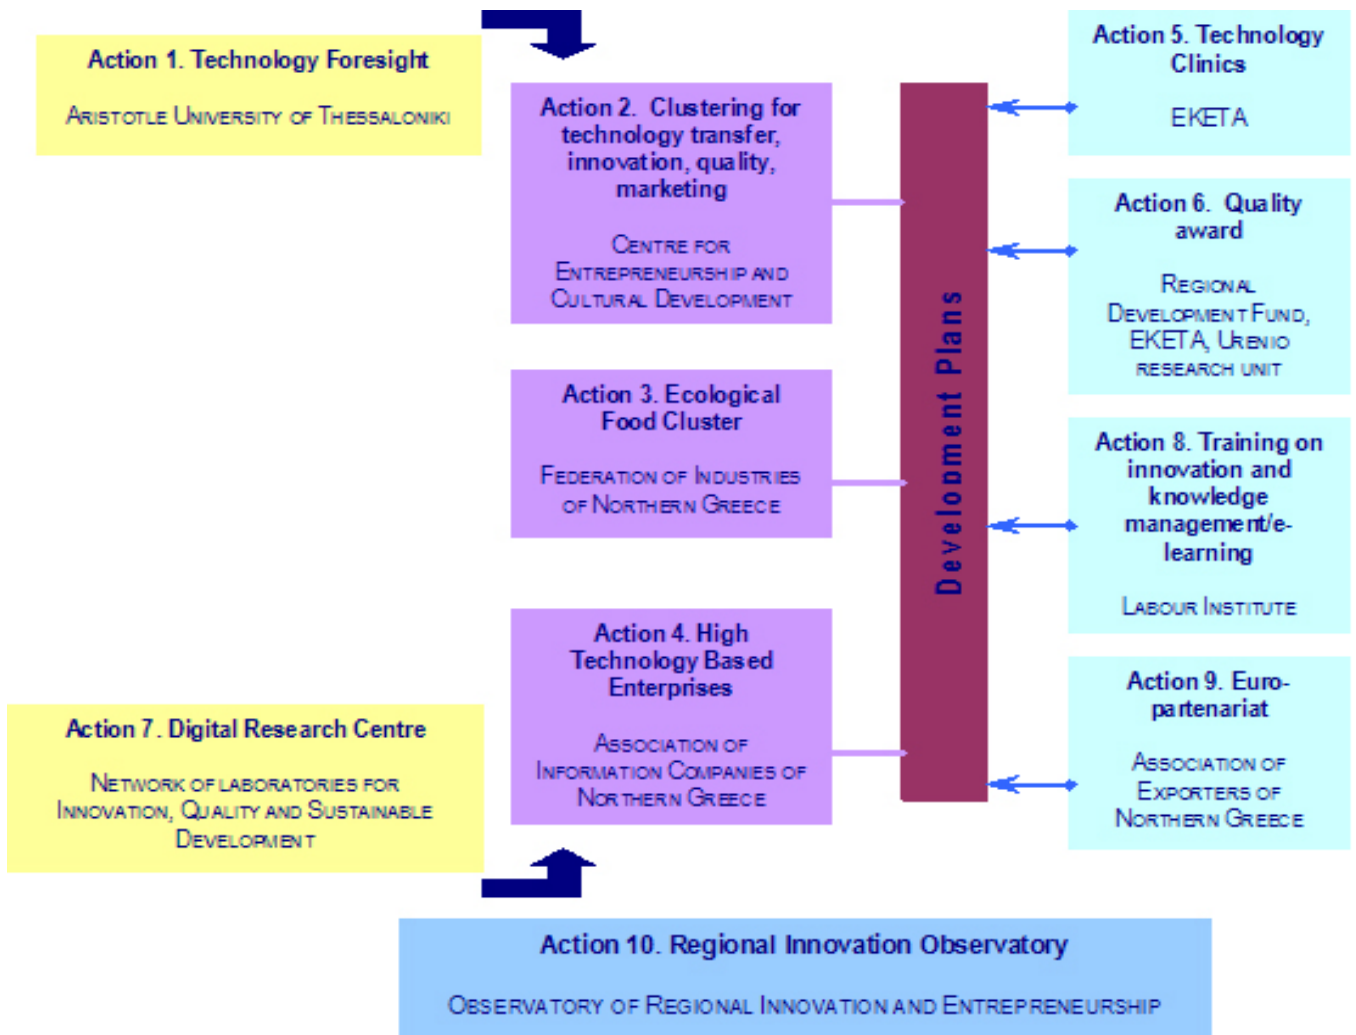 Action 1. Technology Foresight
ARISTOTLE UNIVERSITY OF THESSALONIKI
Action 2. Clustering for
technology transfer,
innovation, quality,
marketing
CENTRE FOR
ENTREPRENEURSHIP AND
CULTURAL DEVELOPMENT
Action 3. Ecological
Food Cluster
FEDERATION OF INDUSTRIES
OF NORTHERN GREECE
Action 4. High
Technology Based
Enterprises
ASSOCIATION OF
INFORMATION COMPANIES OF
NORTHERN GREECE
Action 7. Digital Research Centre
NETWORK OF LABORATORIES FOR
INNOVATION, QUALITY AND SUSTAINABLE
DEVELOPMENT
Development Plans
Action 5. Technology
Clinics
EKETA
Action 6. Quality
award
REGIONAL
DEVELOPMENT FUND,
EKETA, URENIO
RESEARCH UNIT
Action 8. Training on
innovation and
knowledge
management/e-
learning
LABOUR INSTITUTE
Action 9. Euro-
partenariat
ASSOCIATION OF
EXPORTERS OF
NORTHERN GREECE
Action 10. Regional Innovation Observatory
OBSERVATORY OF REGIONAL INNOVATION AND ENTREPRENEURSHIP